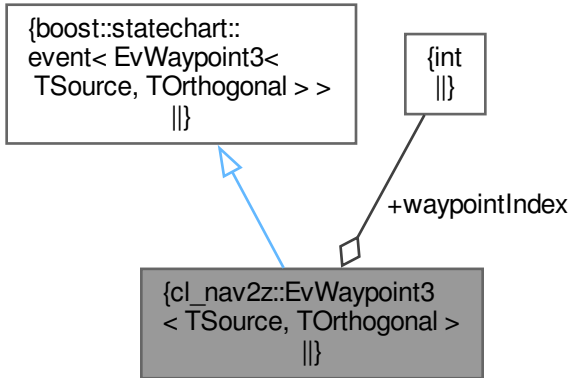 {boost::statechart::
event< EvWaypoint3<
TSource, TOrthogonal > >
||}
{int
||}
+waypointIndex
{cl_nav2z::EvWaypoint3
< TSource, TOrthogonal >
||}